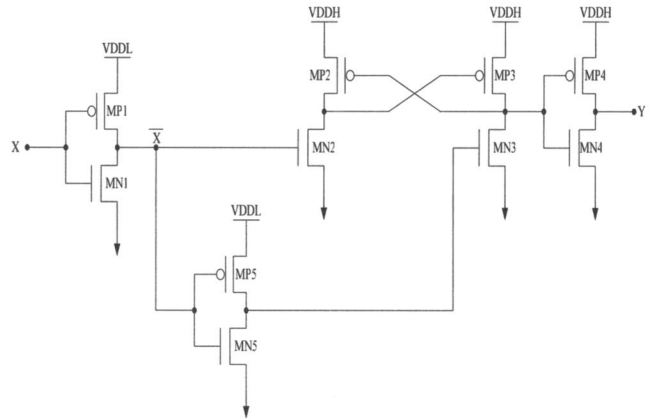 VDDH VDDH VDDH
VDDL
MP2 MP3 MP4
MP1
X X̅ Y
MN2 MN3 MN4
MN1
VDDL
MP5
MN5